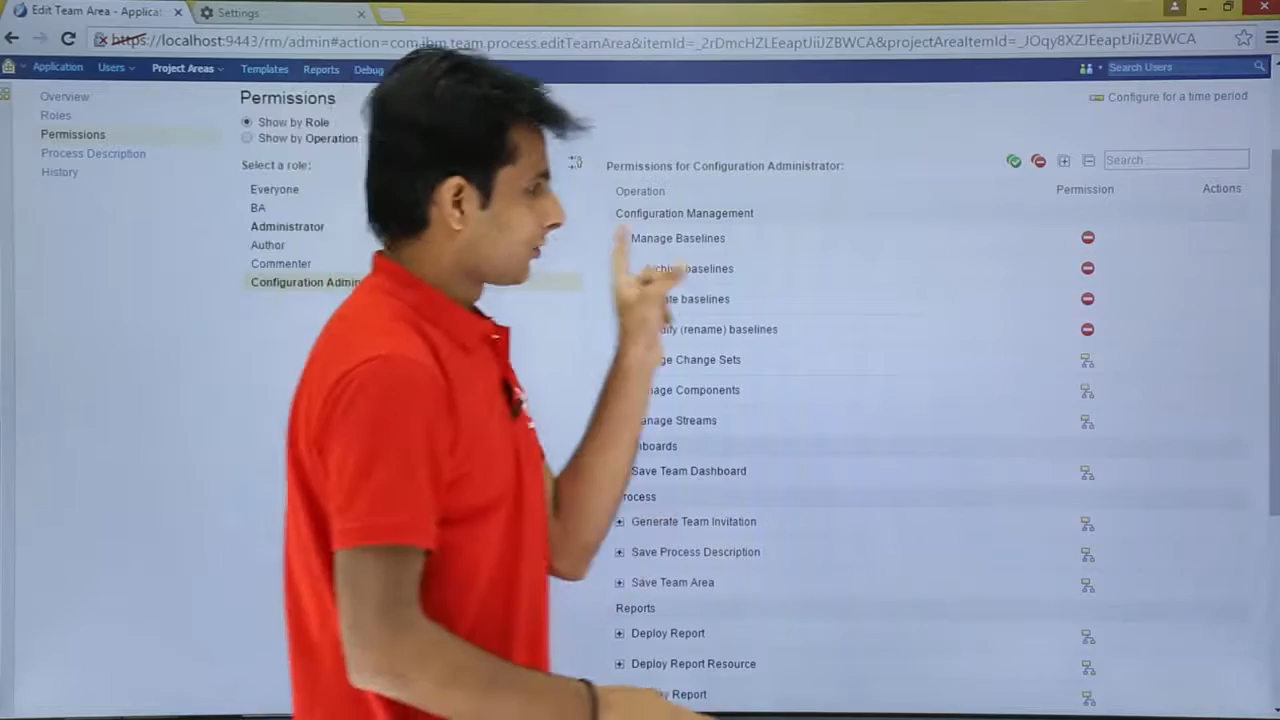 Edit Team Area - Applica
Settings
https://localhost:9443/rm/admin#action=com.ibm.team.process.editTeamArea&itemId=_2rDmcHZLEeaptJiiJZBWCA&projectAreaItemId=_JOqy8XZJEeaptJiiJZBWCA
Application Users Project Areas Templates Reports Debug Search Users
Overview
Roles
Permissions
Process Description
History
Permissions
Show by Role
Show by Operation
Select a role:
Everyone
BA
Administrator
Author
Commenter
Configuration Admin
Configure for a time period
Permissions for Configuration Administrator:
Search...
Operation Permission Actions
Configuration Management
Manage Baselines
baselines
baselines
(rename) baselines
Change Sets
Components
Streams
Save Team Dashboard
Generate Team Invitation
Save Process Description
Save Team Area
Reports
Deploy Report
Deploy Report Resource
Report